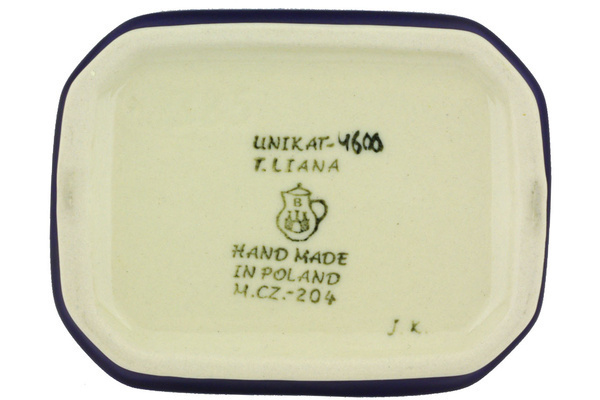 UNIKAT-4600
T.LIANA
B
HAND MADE
IN POLAND
M.CZ.-204
J.K.